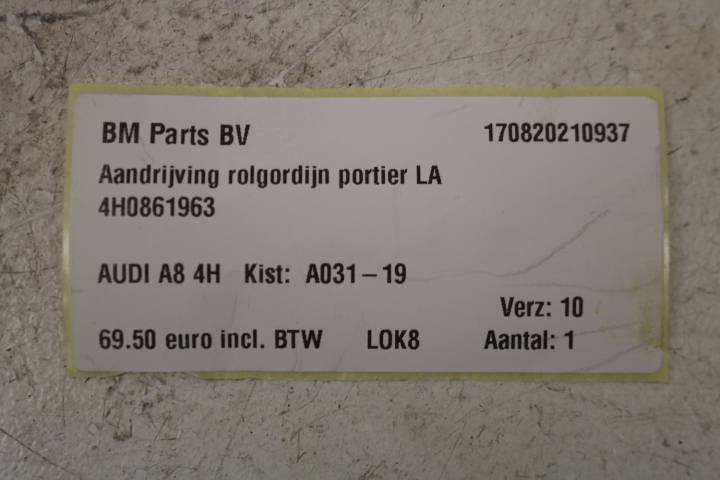 BM Parts BV 170820210937
Aandrijving rolgordijn portier LA
4H0861963
AUDI A8 4H Kist: A031-19
Verz: 10
69.50 euro incl. BTW LOK8 Aantal: 1